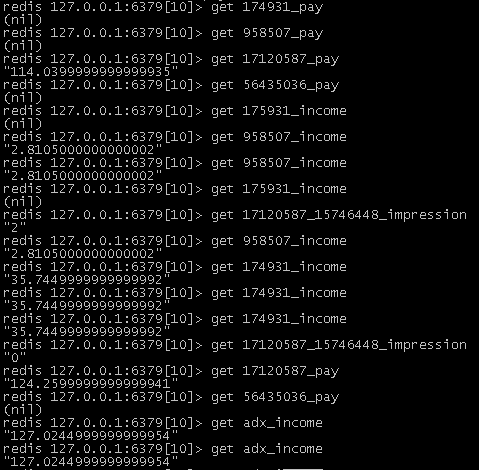 redis 127.0.0.1:6379[10]> get 174931_pay
(nil)
redis 127.0.0.1:6379[10]> get 958507_pay
(nil)
redis 127.0.0.1:6379[10]> get 17120587_pay
"114.0399999999999935"
redis 127.0.0.1:6379[10]> get 56435036_pay
(nil)
redis 127.0.0.1:6379[10]> get 175931_income
(nil)
redis 127.0.0.1:6379[10]> get 958507_income
"2.8105000000000002"
redis 127.0.0.1:6379[10]> get 958507_income
"2.8105000000000002"
redis 127.0.0.1:6379[10]> get 175931_income
(nil)
redis 127.0.0.1:6379[10]> get 17120587_15746448_impression
"2"
redis 127.0.0.1:6379[10]> get 958507_income
"2.8105000000000002"
redis 127.0.0.1:6379[10]> get 174931_income
"35.7449999999999992"
redis 127.0.0.1:6379[10]> get 174931_income
"35.7449999999999992"
redis 127.0.0.1:6379[10]> get 174931_income
"35.7449999999999992"
redis 127.0.0.1:6379[10]> get 17120587_15746448_impression
"0"
redis 127.0.0.1:6379[10]> get 17120587_pay
"124.2599999999999941"
redis 127.0.0.1:6379[10]> get 56435036_pay
(nil)
redis 127.0.0.1:6379[10]> get adx_income
"127.0244999999999954"
redis 127.0.0.1:6379[10]> get adx_income
"127.0244999999999954"